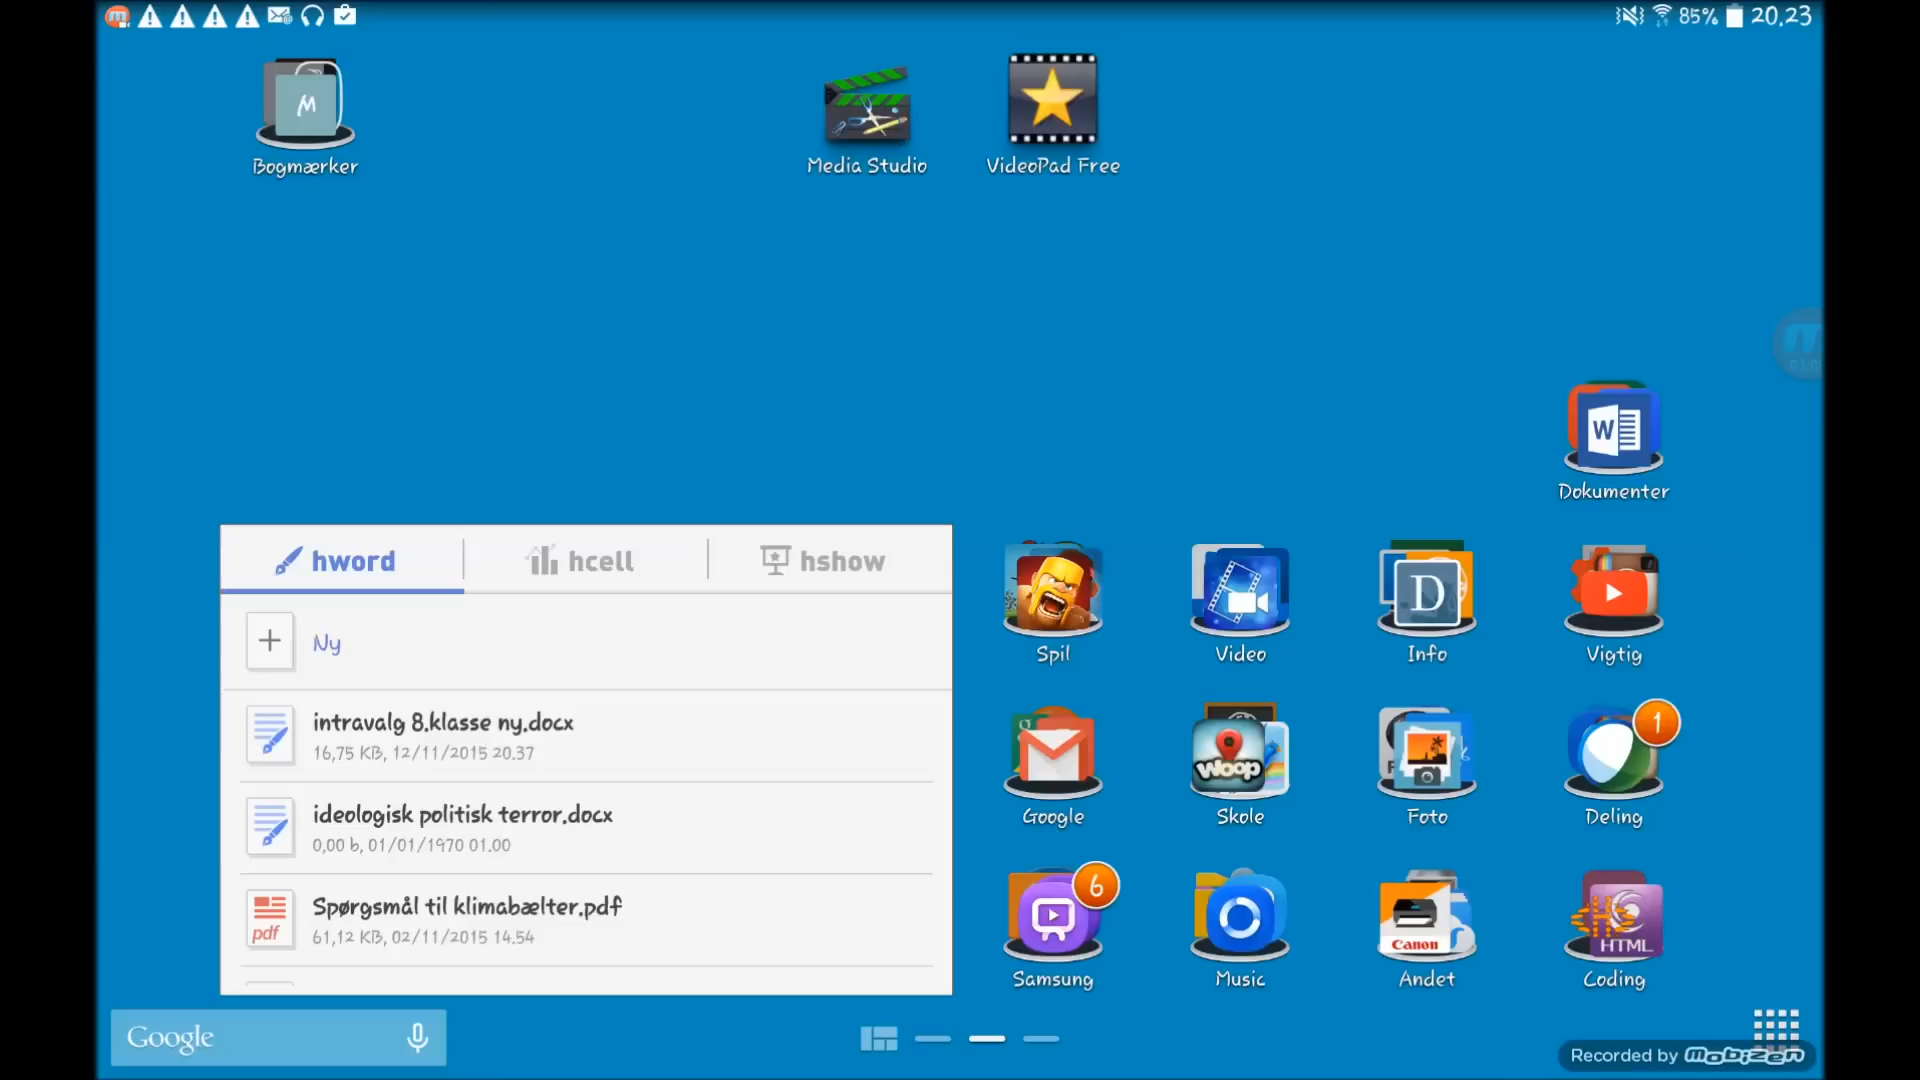 85% 20.23
M
Bogmærker
Media Studio
VideoPad Free
W
Dokumenter
hword
hcell
hshow
Ny
intravalg 8.klasse ny.docx
16,75 KB, 12/11/2015 20.37
ideologisk politisk terror.docx
0,00 b, 01/01/1970 01.00
Spørgsmål til klimabælter.pdf
61,12 KB, 02/11/2015 14.54
pdf
Spil
Video
D
Info
Vigtig
Google
Woop
Skole
Foto
1
Deling
6
Samsung
Music
Canon
Andet
HTML
Coding
Google
Recorded by Mobizen